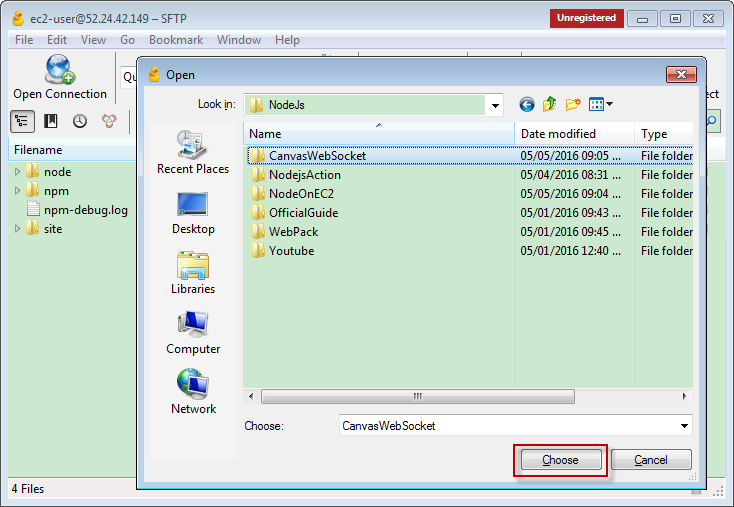 ec2-user@52.24.42.149 – SFTP
Unregistered
File Edit View Go Bookmark Window Help
Open Connection
Qu
ect
Filename
node
npm
npm-debug.log
site
4 Files
Open
Look in: NodeJs
Recent Places
Desktop
Libraries
Computer
Network
Name Date modified Type
CanvasWebSocket 05/05/2016 09:05 ... File folder
NodejsAction 05/04/2016 08:31 ... File folder
NodeOnEC2 05/05/2016 09:04 ... File folder
OfficialGuide 05/01/2016 09:43 ... File folder
WebPack 05/01/2016 09:45 ... File folder
Youtube 05/01/2016 12:40 ... File folder
Choose: CanvasWebSocket
Choose Cancel